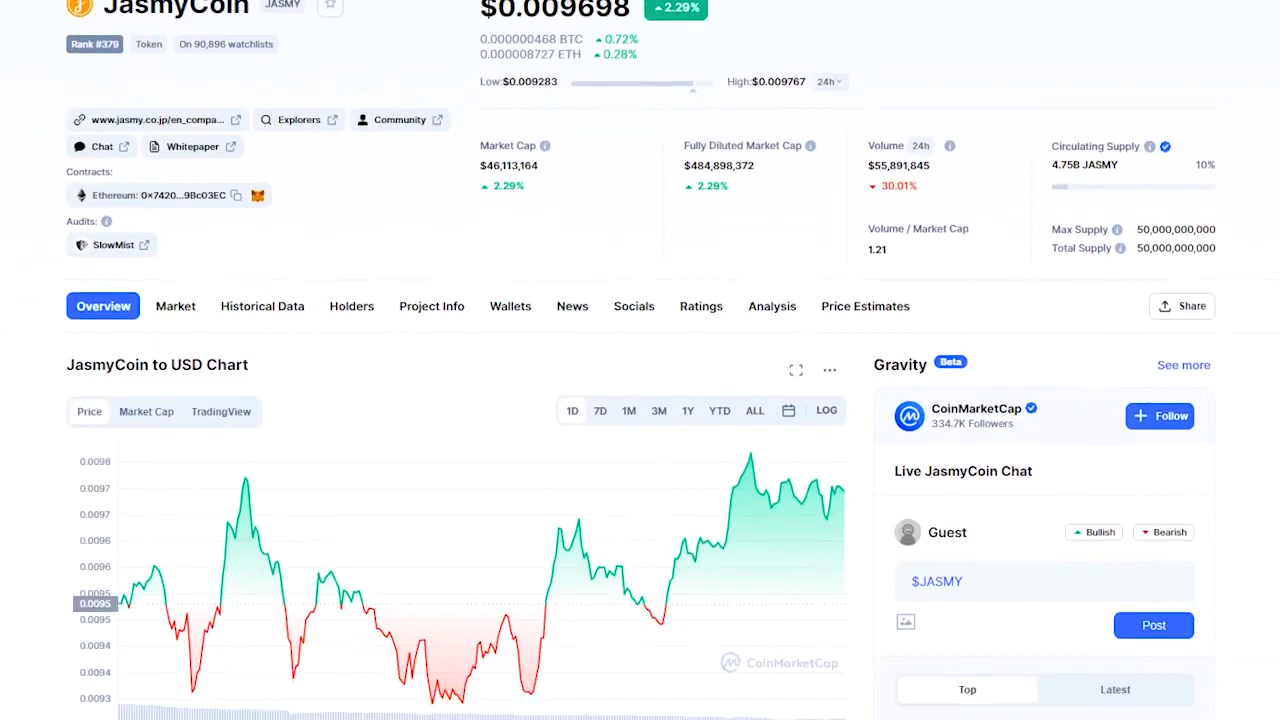 JasmyCoin JASMY
Rank #379 Token On 90,896 watchlists
$0.009698 2.29%
0.000000468 BTC 0.72%
0.000008727 ETH 0.28%
Low:$0.009283 High:$0.009767 24h
www.jasmy.co.jp/en_compa... Explorers Community
Chat Whitepaper
Contracts:
Ethereum: 0x7420...9Bc03EC
Audits:
SlowMist
Market Cap
$46,113,164
2.29%
Fully Diluted Market Cap
$484,898,372
2.29%
Volume 24h
$55,891,845
30.01%
Volume / Market Cap
1.21
Circulating Supply
4.75B JASMY 10%
Max Supply 50,000,000,000
Total Supply 50,000,000,000
Overview Market Historical Data Holders Project Info Wallets News Socials Ratings Analysis Price Estimates Share
JasmyCoin to USD Chart
Price Market Cap TradingView 1D 7D 1M 3M 1Y YTD ALL LOG
0.0098
0.0097
0.0097
0.0096
0.0096
0.0095
0.0095
0.0095
0.0094
0.0094
0.0093
CoinMarketCap
Gravity Beta See more
CoinMarketCap
334.7K Followers
Follow
Live JasmyCoin Chat
Guest Bullish Bearish
$JASMY
Post
Top Latest